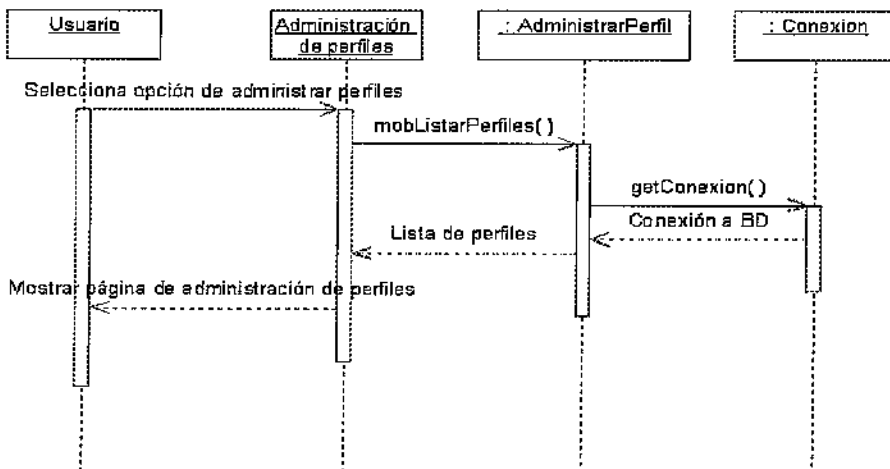 Usuario
Administración
de perfiles
: AdministrarPerfil
: Conexion
Selecciona opción de administrar perfiles
mobListarPerfiles( )
getConexion( )
Conexión a BD
Lista de perfiles
Mostrar página de administración de perfiles